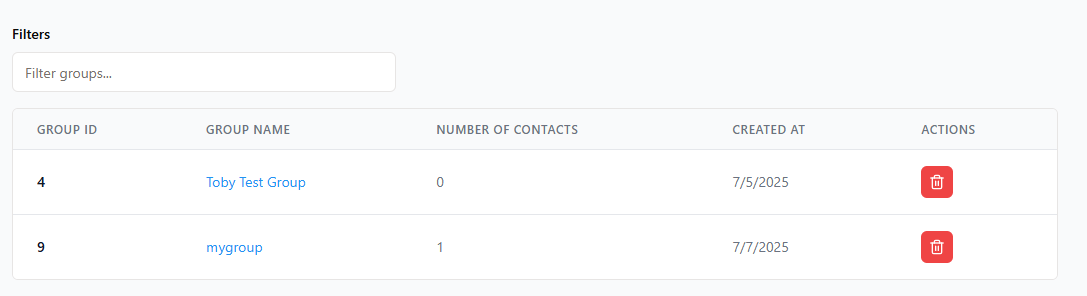 Filters
Filter groups...
GROUP ID GROUP NAME NUMBER OF CONTACTS CREATED AT ACTIONS
4 Toby Test Group 0 7/5/2025
9 mygroup 1 7/7/2025